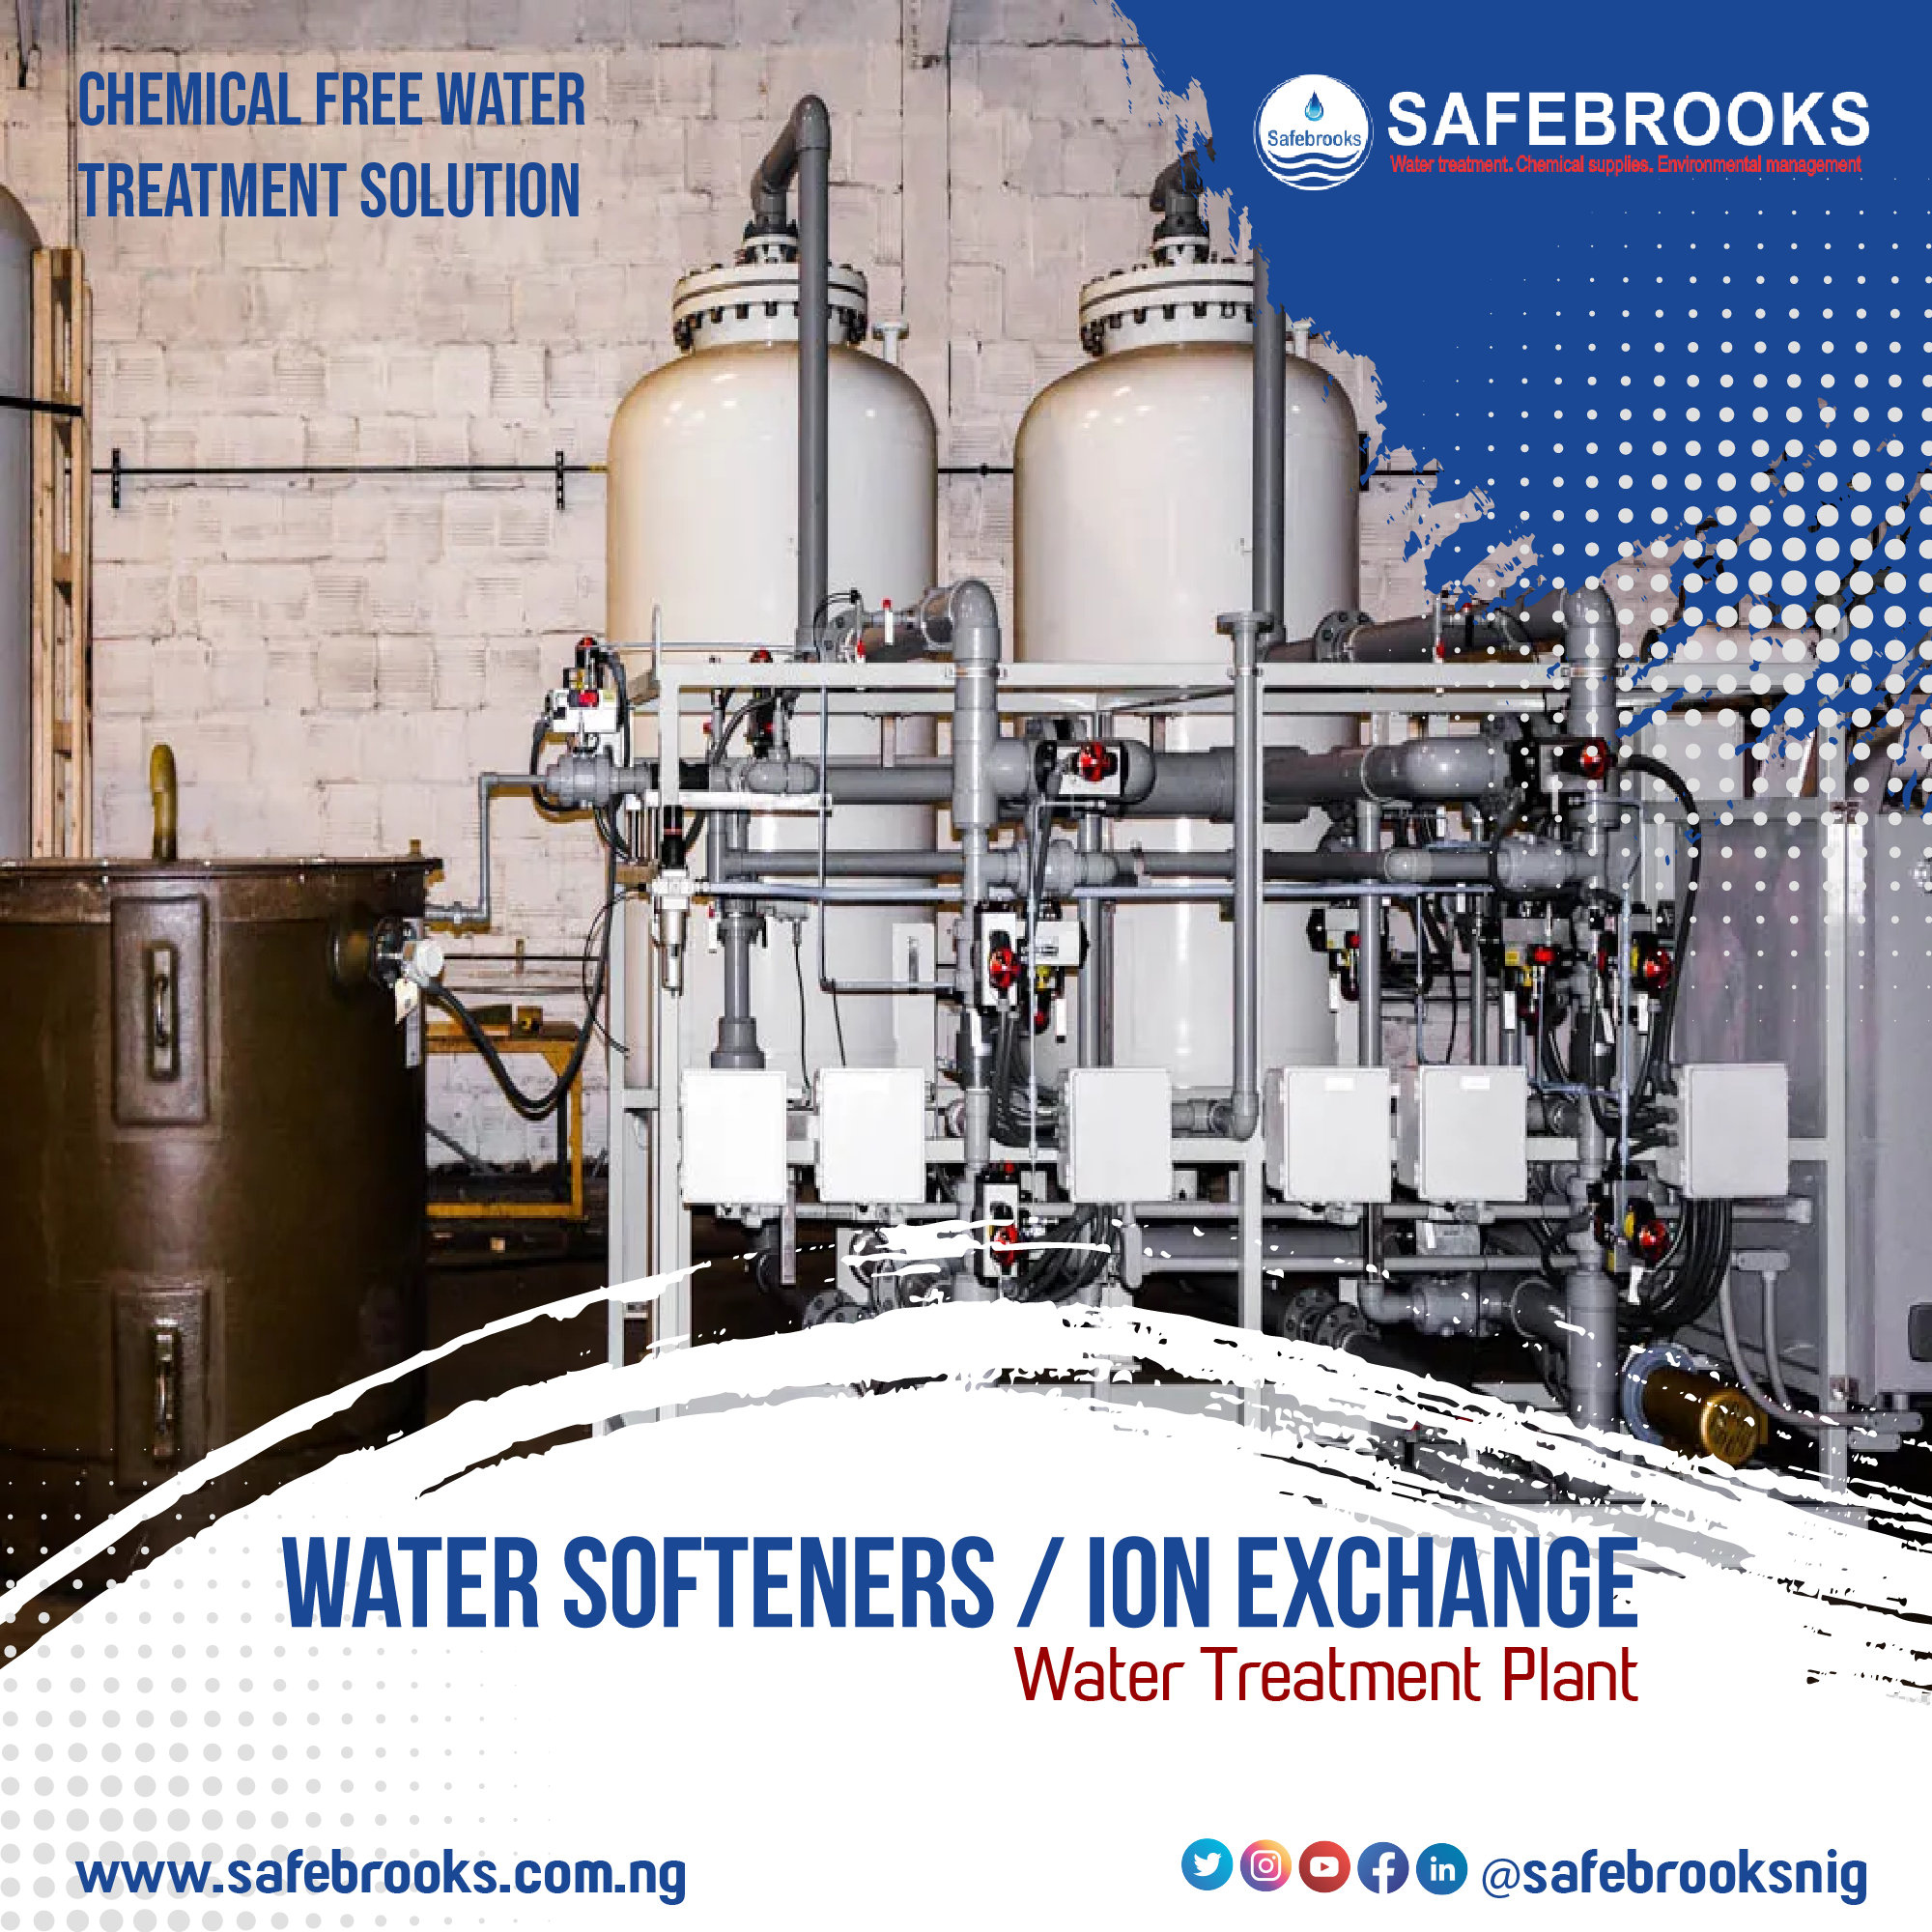 CHEMICAL FREE WATER
TREATMENT SOLUTION
Safebrooks
SAFEBROOKS
Water treatment. Chemical supplies. Environmental management
WATER SOFTENERS / ION EXCHANGE
Water Treatment Plant
www.safebrooks.com.ng
@safebrooksnig